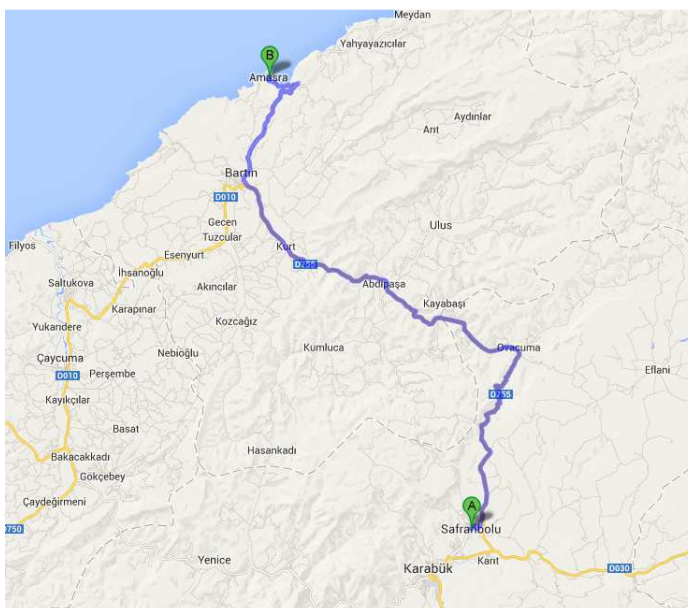 Meydan
Yahyayazıcılar
B
Amasra
Aydınlar
Arıt
Bartın
D010
Ulus
Gecen
Tuzcular
Filyos
Kurt
Esenyurt
D755
İhsanoğlu
Saltukova
Akıncılar
Abdipaşa
Kayabaşı
Karapınar
Kozcağız
Yukarıdere
Kumluca
Ovacuma
Nebioğlu
Çaycuma
Eflani
Perşembe
D010
D755
Kayıkçılar
Basat
Hasankadı
Bakacakkadı
Gökçebey
Çaydeğirmeni
A
Safranbolu
D750
Yenice
Karıt
Karabük
D030